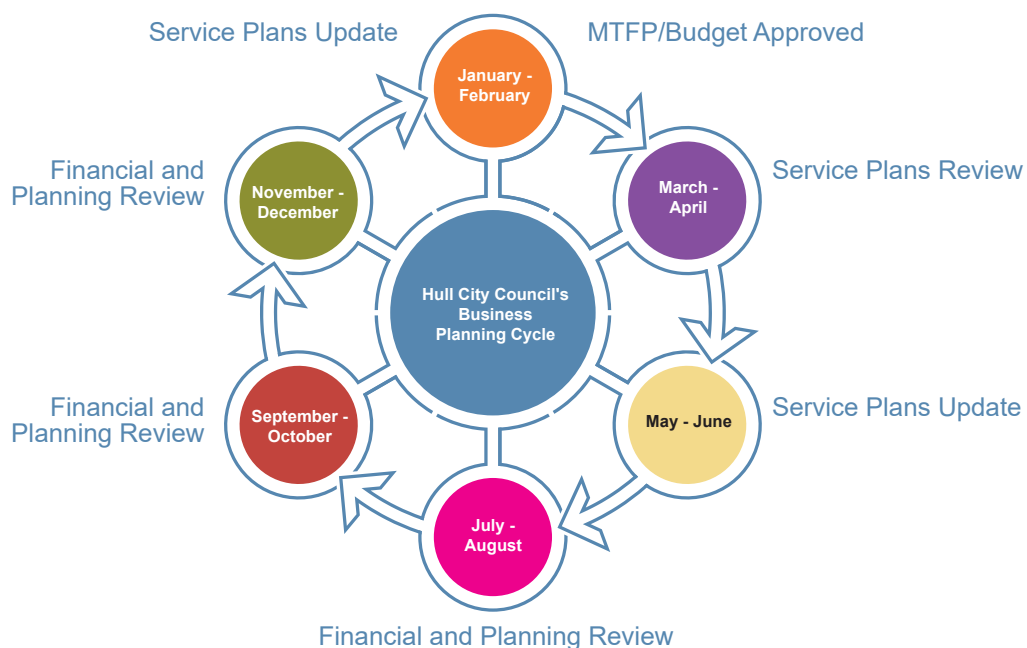 Service Plans Update
MTFP/Budget Approved
January -
February
Financial and
Planning Review
November -
December
March -
April
Service Plans Review
Hull City Council's
Business
Planning Cycle
Financial and
Planning Review
September -
October
May - June
Service Plans Update
July -
August
Financial and Planning Review